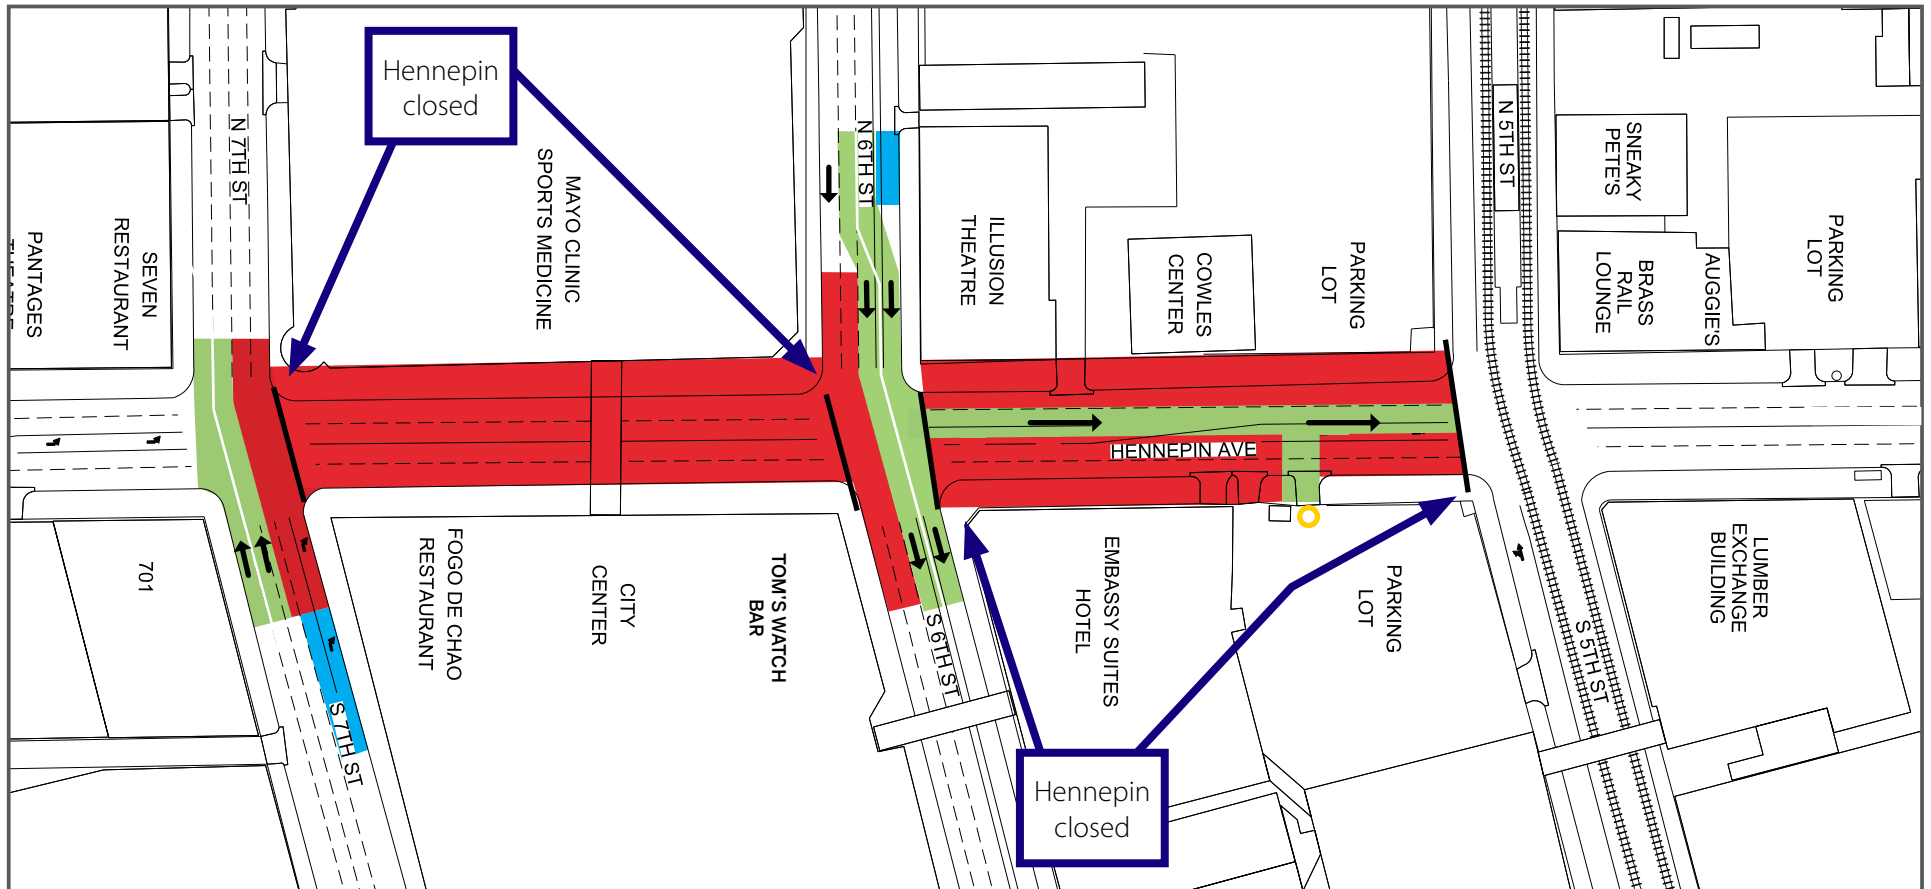 Hennepin
closed
N 7TH ST
MAYO CLINIC
SPORTS MEDICINE
N 6TH ST
ILLUSION
THEATRE
COWLES
CENTER
PARKING
LOT
N 5TH ST
SNEAKY
PETE'S
BRASS
RAIL
LOUNGE
AUGGIE'S
PARKING
LOT
PANTAGES
SEVEN
RESTAURANT
HENNEPIN AVE
701
S 7TH ST
FOGO DE CHAO
RESTAURANT
CITY
CENTER
TOM'S WATCH
BAR
S 6TH ST
EMBASSY SUITES
HOTEL
PARKING
LOT
S 5TH ST
LUMBER
EXCHANGE
BUILDING
Hennepin
closed